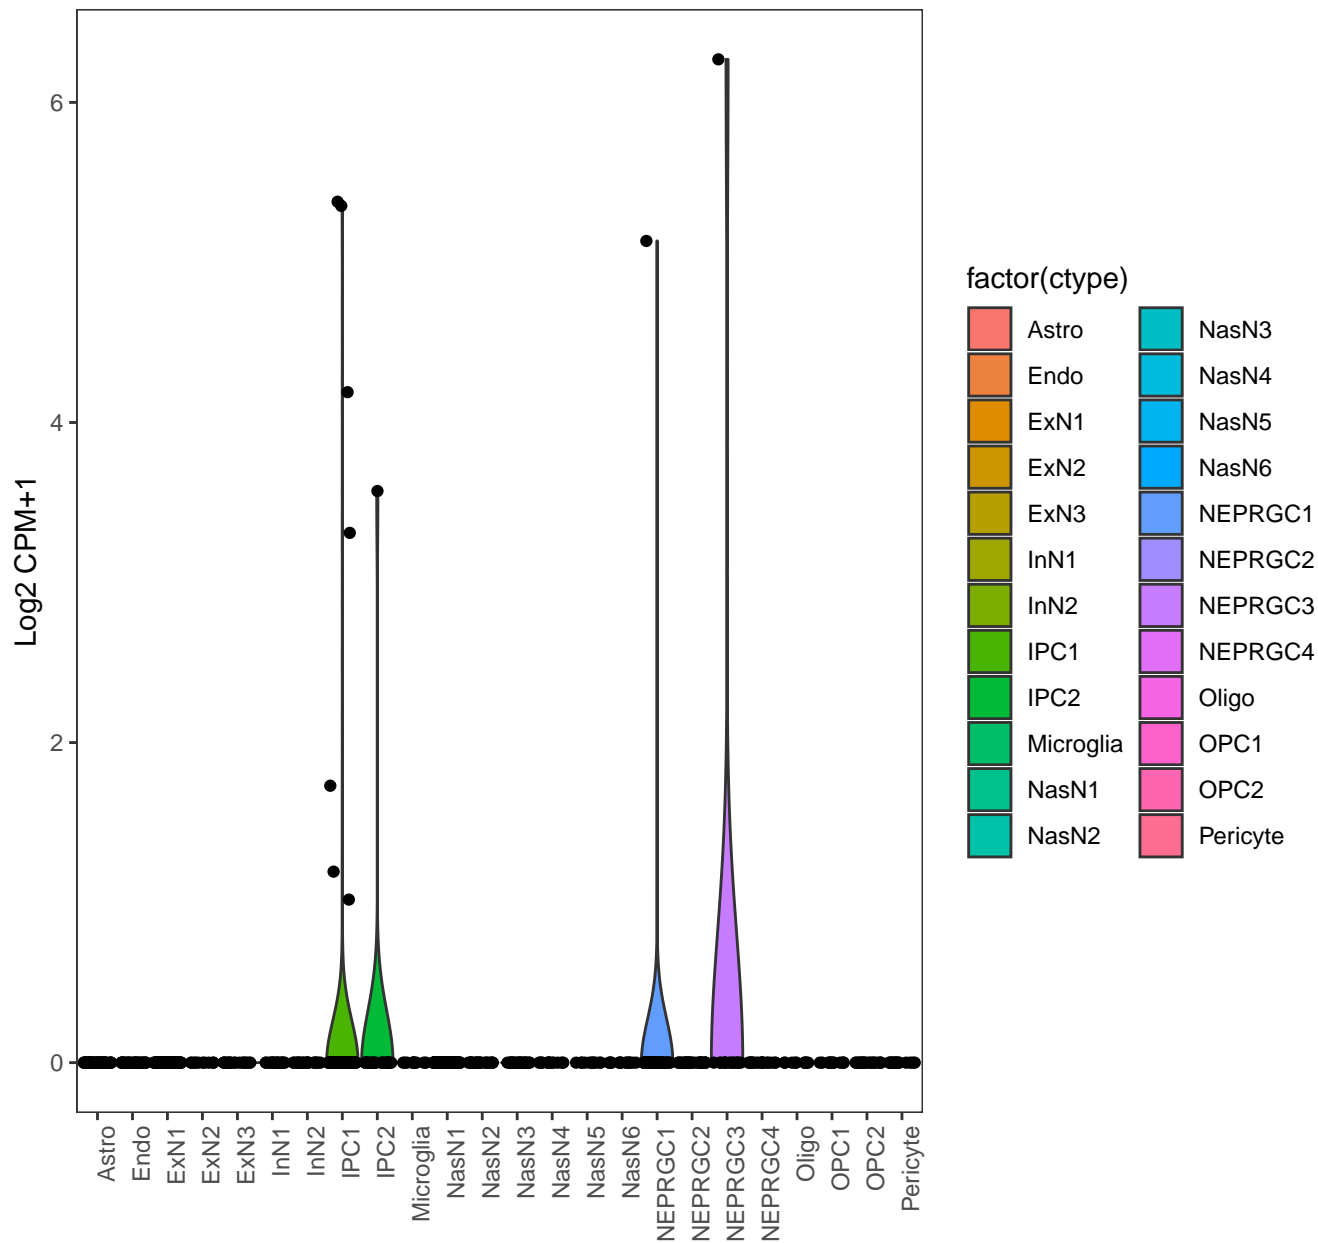 Log2 CPM+1
6
4
2
0
Astro
Endo
ExN1
ExN2
ExN3
InN1
InN2
IPC1
IPC2
Microglia
NasN1
NasN2
NasN3
NasN4
NasN5
NasN6
NEPRGC1
NEPRGC2
NEPRGC3
NEPRGC4
Oligo
OPC1
OPC2
Pericyte
factor(ctype)
Astro
Endo
ExN1
ExN2
ExN3
InN1
InN2
IPC1
IPC2
Microglia
NasN1
NasN2
NasN3
NasN4
NasN5
NasN6
NEPRGC1
NEPRGC2
NEPRGC3
NEPRGC4
Oligo
OPC1
OPC2
Pericyte